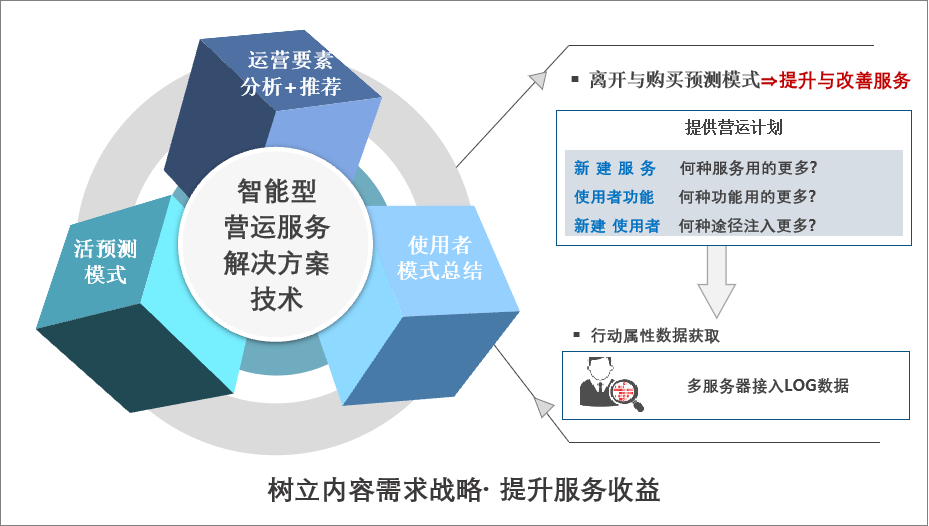 运营要素
分析+推荐
智能型
营运服务
解决方案
技术
活预测
模式
使用者
模式总结
▪ 离开与购买预测模式⇒提升与改善服务
提供营运计划
新 建 服 务 何种服务用的更多?
使用者功能 何种功能用的更多?
新建 使用者 何种途径注入更多?
▪ 行动属性数据获取
多服务器接入LOG数据
树立内容需求战略· 提升服务收益